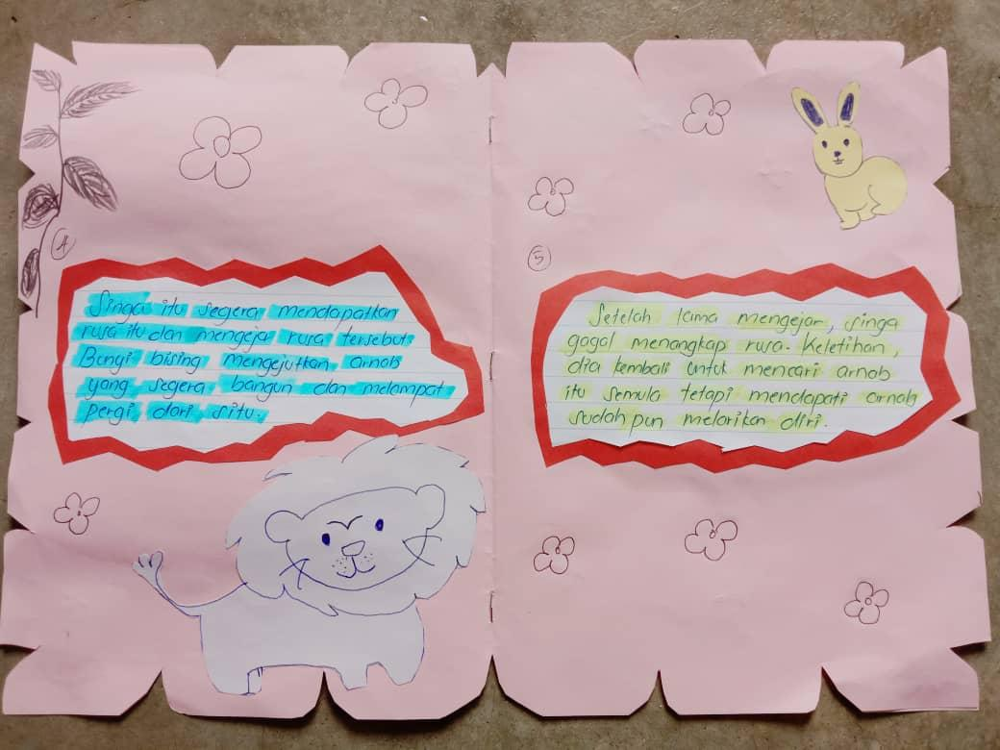 4
Singa itu segera mendapatkan
rusa itu dan mengejar rusa tersebut.
Bunyi bising mengejutkan arnab
yang segera bangun dan melompat
pergi dari situ.
5
Setelah lama mengejar, singa
gagal menangkap rusa. Keletihan,
dia kembali untuk mencari arnab
itu semula tetapi mendapati arnab
sudah pun melarikan diri.